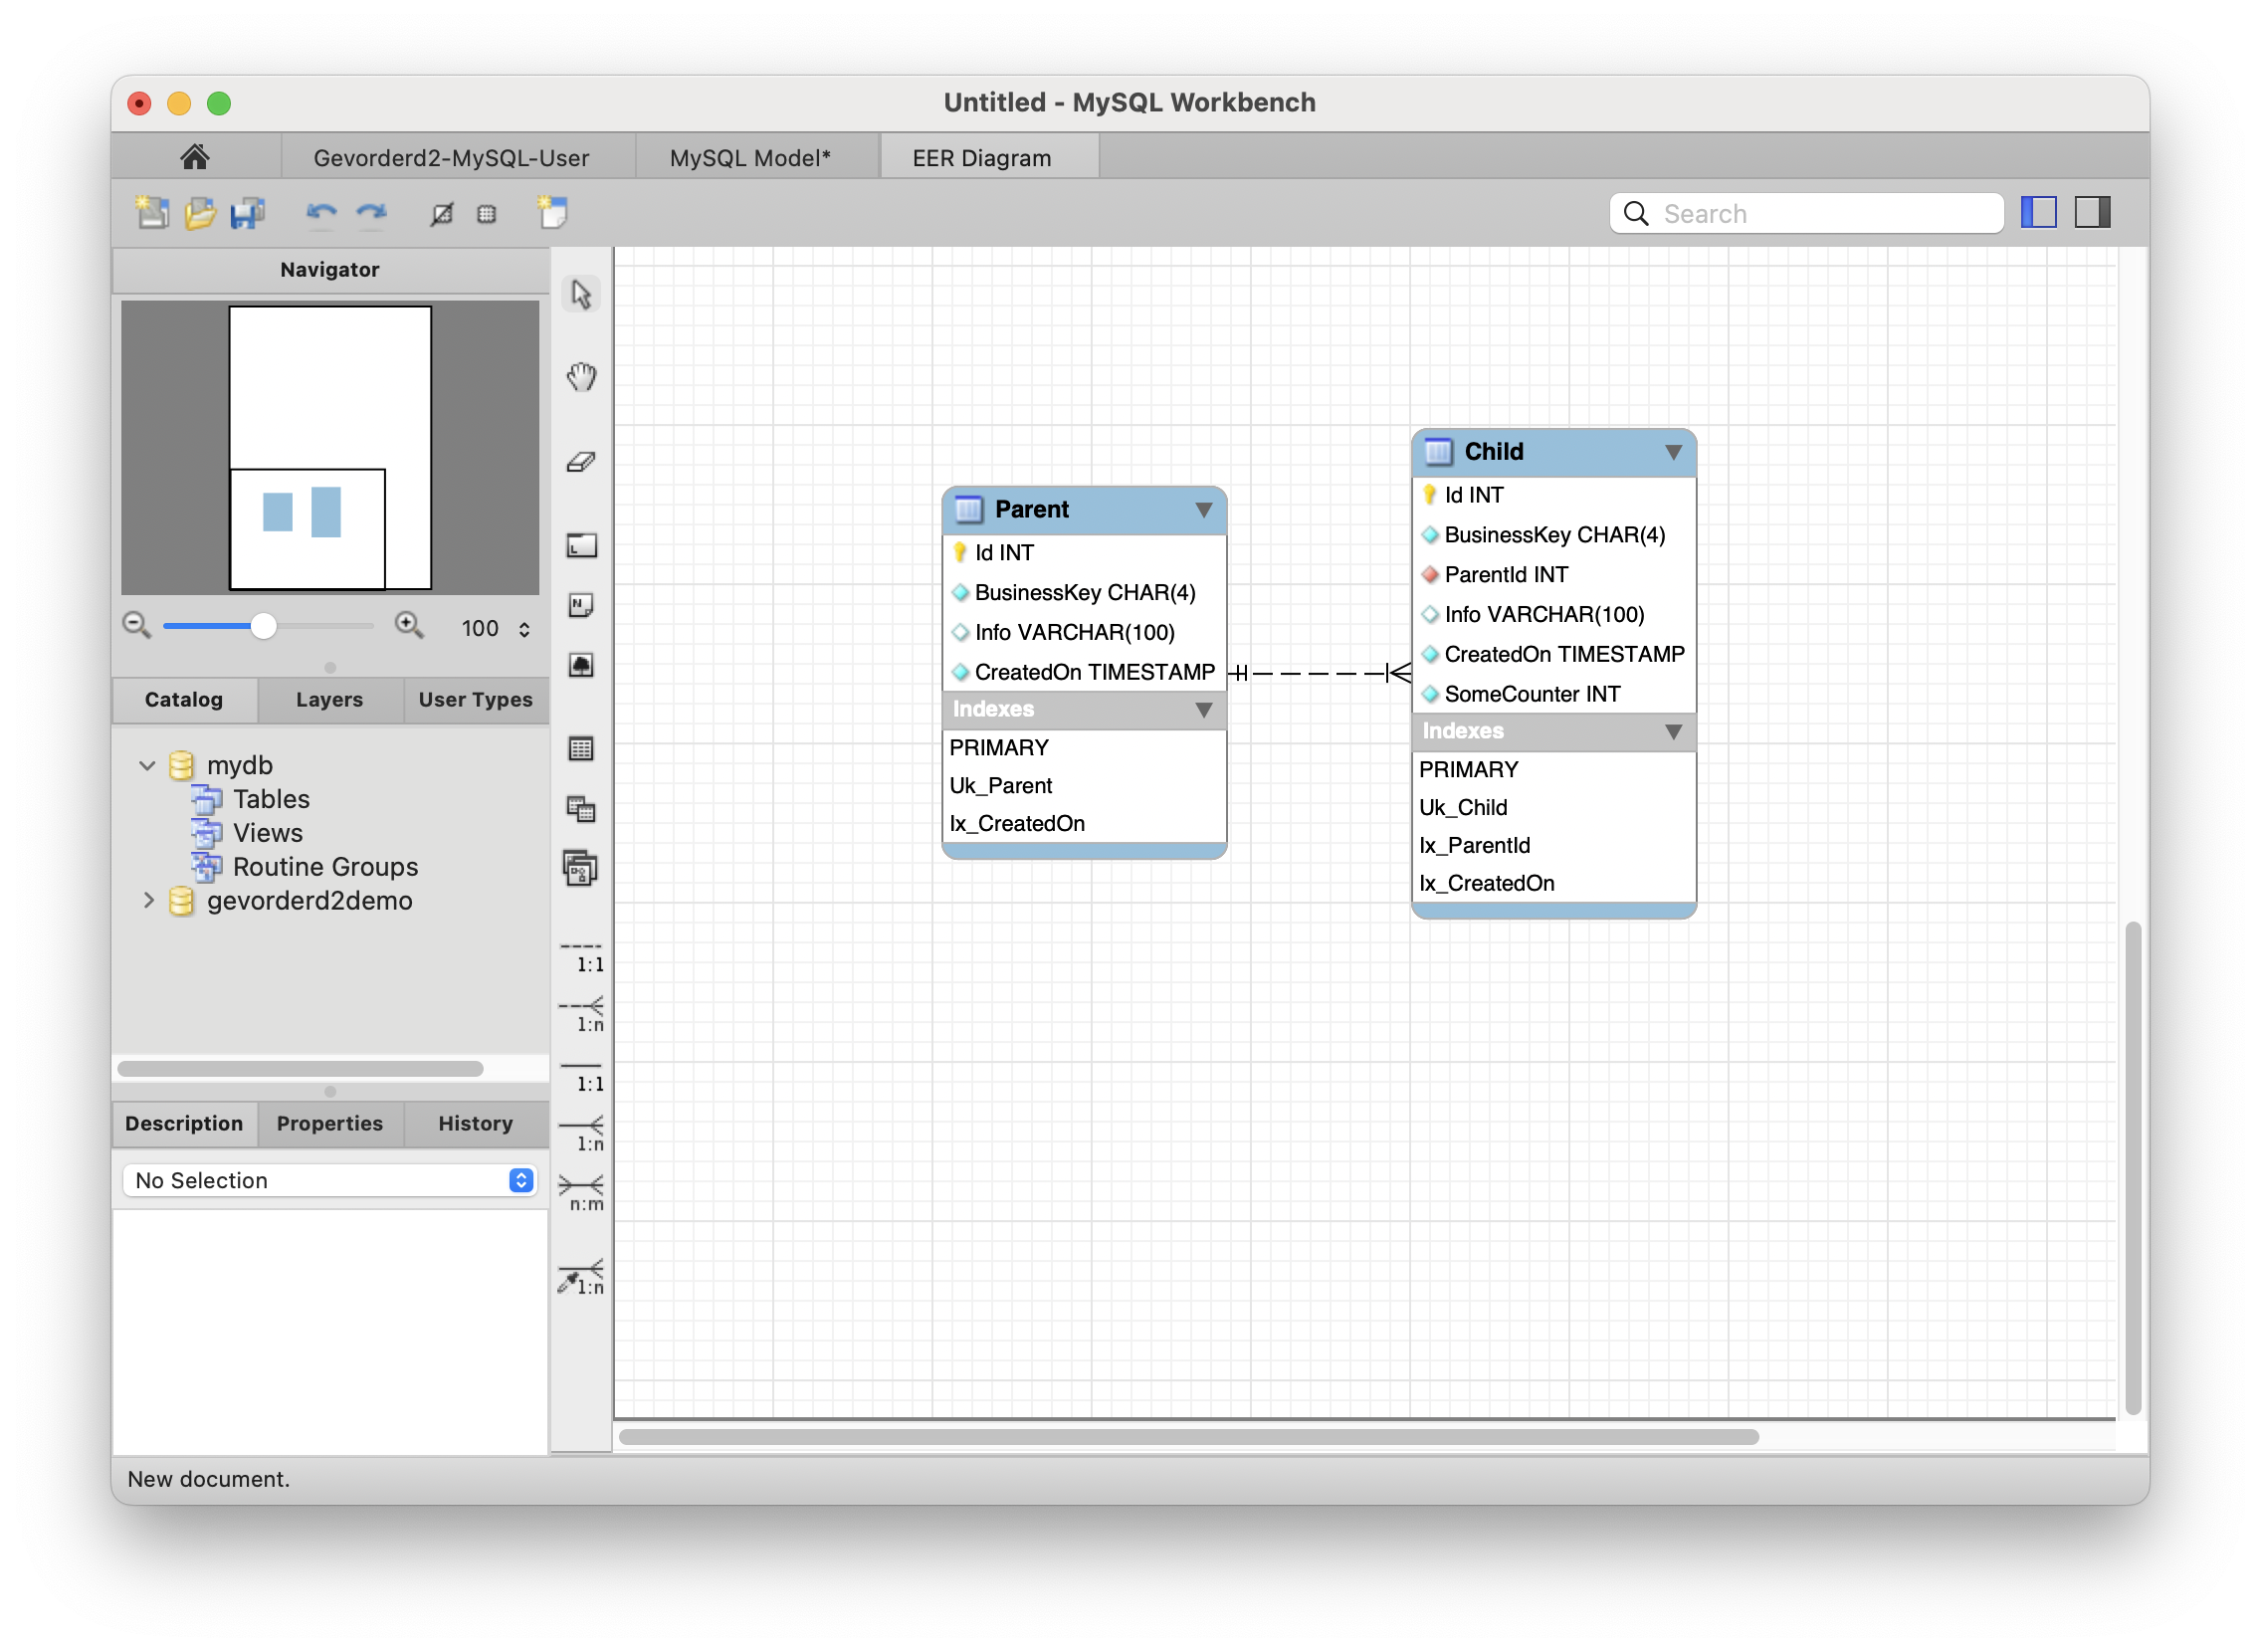 Untitled - MySQL Workbench
Gevorderd2-MySQL-User
MySQL Model*
EER Diagram
Search
Navigator
100
Catalog
Layers
User Types
mydb
Tables
Views
Routine Groups
gevorderd2demo
Description
Properties
History
No Selection
L
N
1:1
1:n
1:1
1:n
n:m
1:n
Parent
Id INT
BusinessKey CHAR(4)
Info VARCHAR(100)
CreatedOn TIMESTAMP
Indexes
PRIMARY
Uk_Parent
Ix_CreatedOn
Child
Id INT
BusinessKey CHAR(4)
ParentId INT
Info VARCHAR(100)
CreatedOn TIMESTAMP
SomeCounter INT
Indexes
PRIMARY
Uk_Child
Ix_ParentId
Ix_CreatedOn
New document.